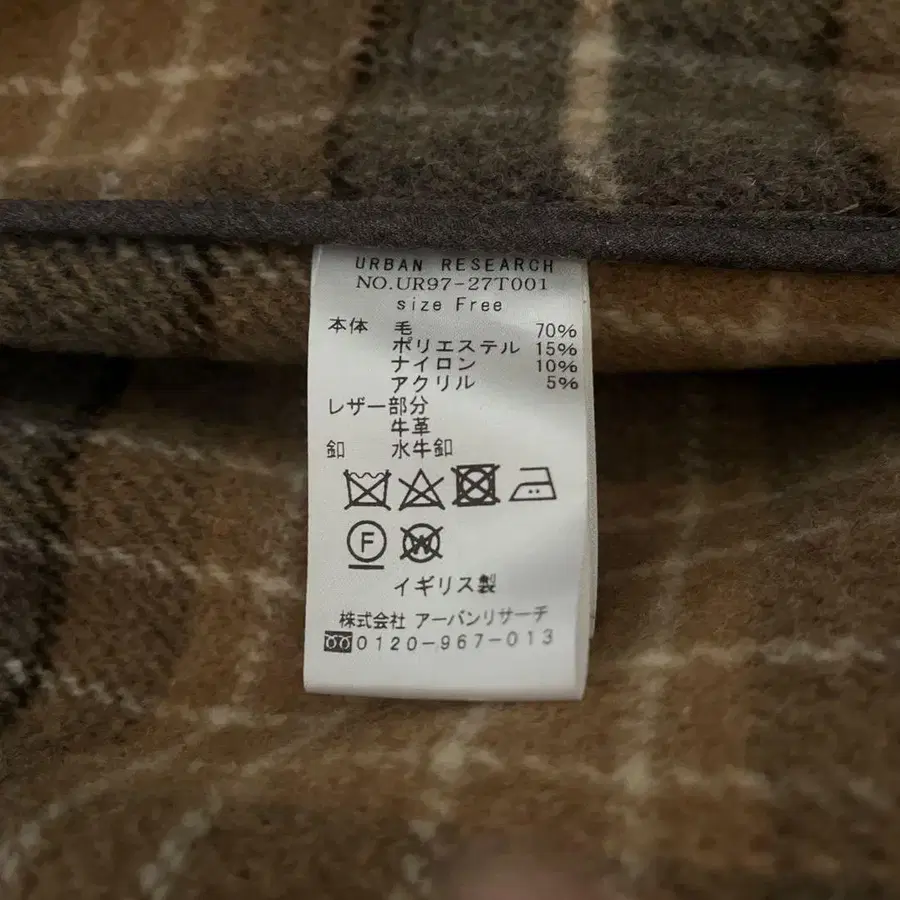 URBAN RESEARCH
NO.UR97-27T001
size Free
本体 毛 70%
ポリエステル 15%
ナイロン 10%
アクリル 5%
レザー部分
牛革
釦 水牛釦
F W
イギリス製
株式会社 アーバンリサーチ
0120-967-013